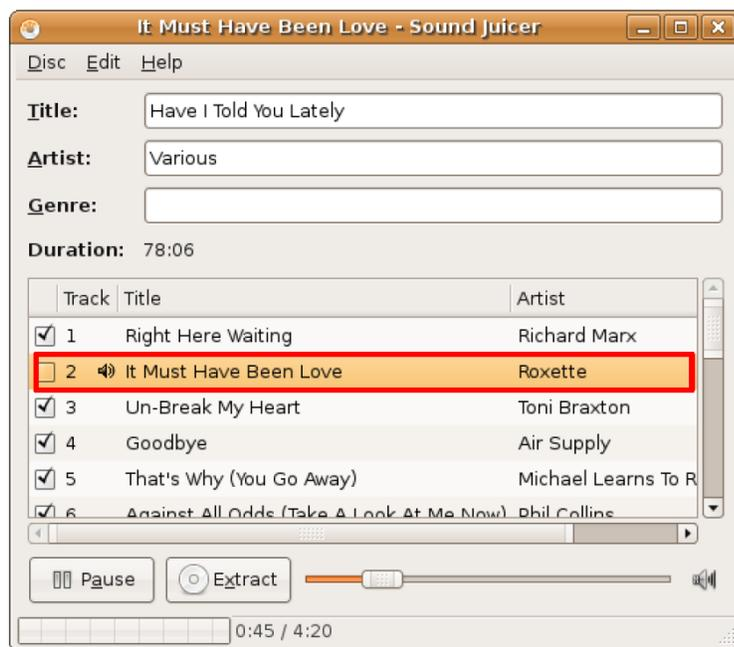 It Must Have Been Love - Sound Juicer
Disc Edit Help
Title: Have I Told You Lately
Artist: Various
Genre:
Duration: 78:06
Track Title Artist
1 Right Here Waiting Richard Marx
2 It Must Have Been Love Roxette
3 Un-Break My Heart Toni Braxton
4 Goodbye Air Supply
5 That's Why (You Go Away) Michael Learns To R
6 Against All Odds (Take A Look At Me Now) Phil Collins
Pause Extract
0:45 / 4:20